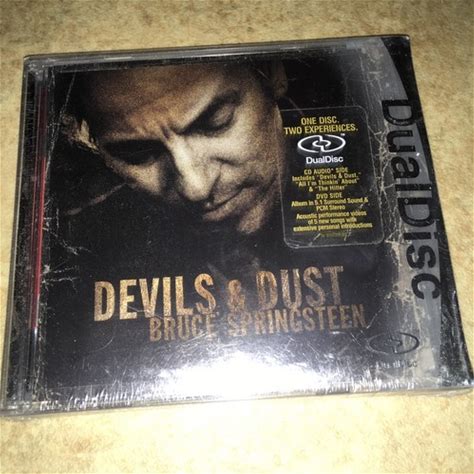 ONE DISC.
TWO EXPERIENCES.
DualDisc
CD AUDIO* SIDE
Includes "Devils & Dust,"
"All I'm Thinkin' About"
& "The Hitter"
DVD SIDE
Album in 5.1 Surround Sound &
PCM Stereo
Acoustic performance videos
of 5 new songs with
extensive personal introductions
DEVILS & DUST
BRUCE SPRINGSTEEN
DualDisc